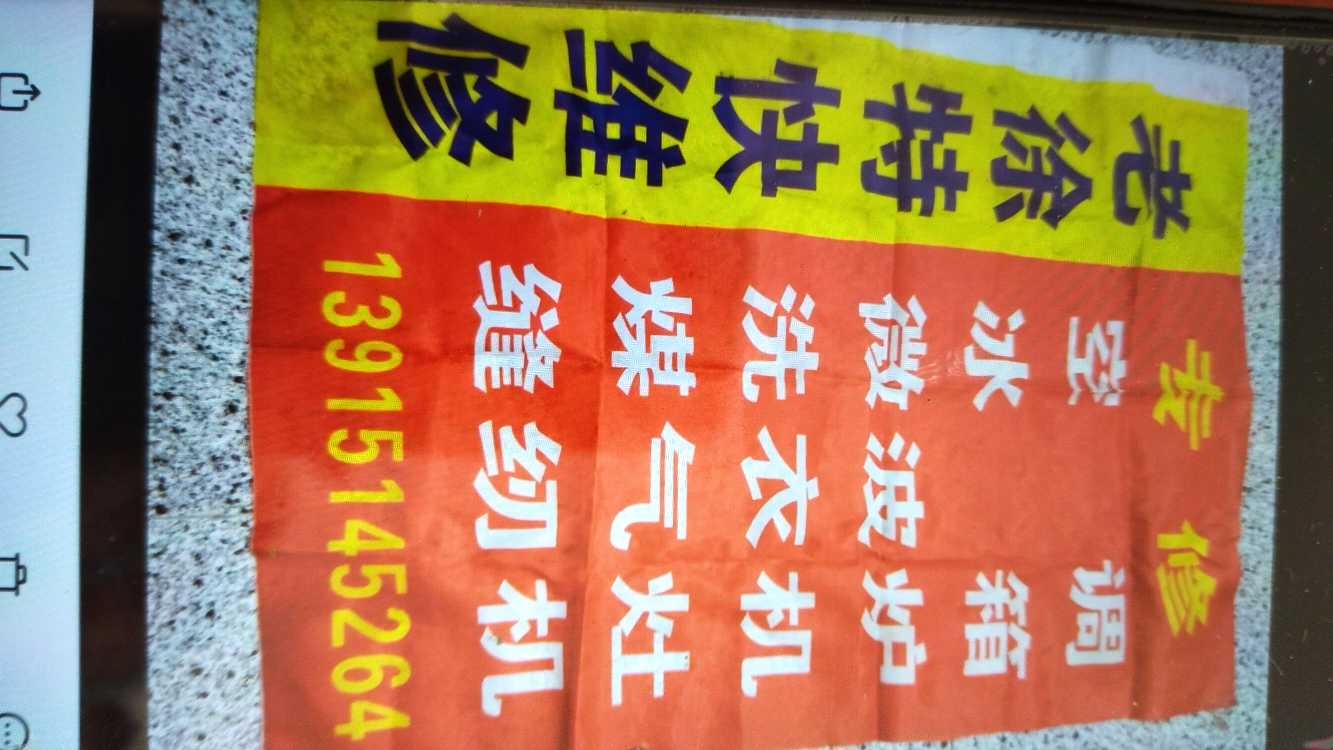 老徐特快维修
专修
空调
冰箱
微波炉
洗衣机
煤气灶
缝纫机
13915145264